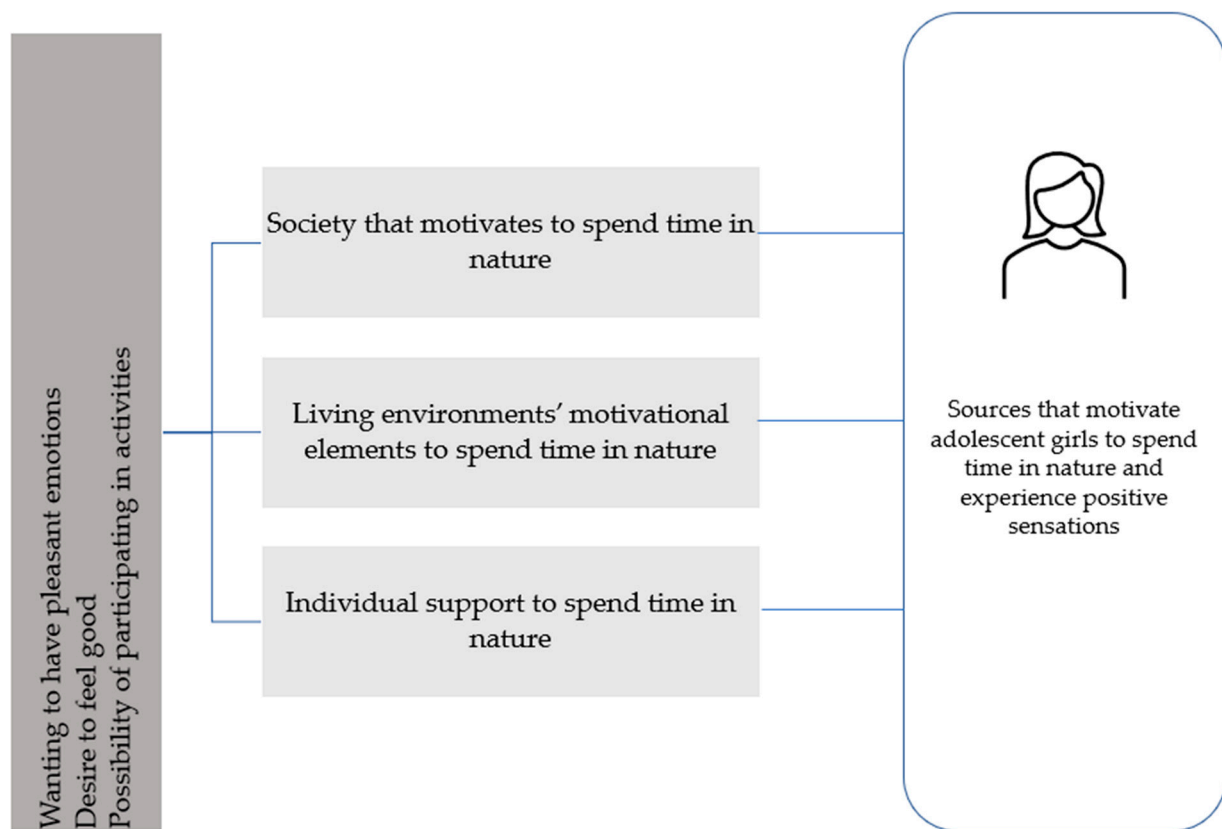 Wanting to have pleasant emotions
Desire to feel good
Possibility of participating in activities
Society that motivates to spend time in
nature
Living environments’ motivational
elements to spend time in nature
Individual support to spend time in
nature
Sources that motivate
adolescent girls to spend
time in nature and
experience positive
sensations